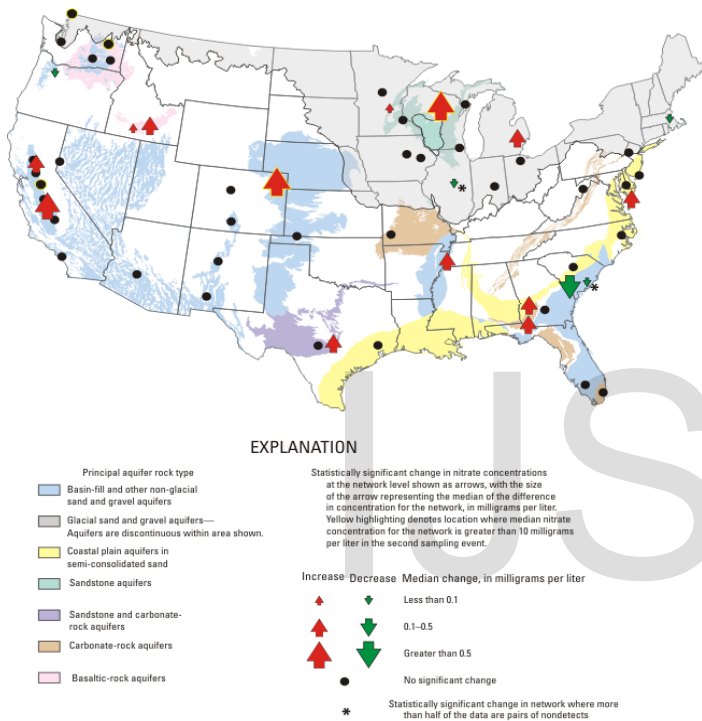 EXPLANATION
Principal aquifer rock type
Basin-fill and other non-glacial
sand and gravel aquifers
Glacial sand and gravel aquifers—
Aquifers are discontinuous within area shown.
Coastal plain aquifers in
semi-consolidated sand
Sandstone aquifers
Sandstone and carbonate-
rock aquifers
Carbonate-rock aquifers
Basaltic-rock aquifers
Statistically significant change in nitrate concentrations
at the network level shown as arrows, with the size
of the arrow representing the median of the difference
in concentration for the network, in milligrams per liter.
Yellow highlighting denotes location where median nitrate
concentration for the network is greater than 10 milligrams
per liter in the second sampling event.
Increase Decrease Median change, in milligrams per liter
Less than 0.1
0.1–0.5
Greater than 0.5
No significant change
* Statistically significant change in network where more
than half of the data are pairs of nondetects
IJS